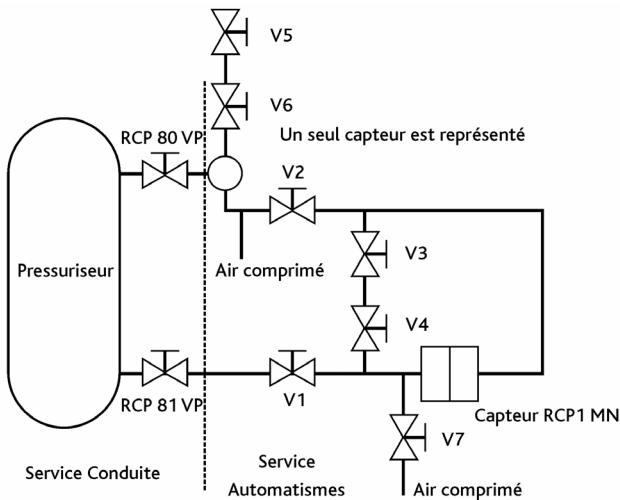 V5
V6
RCP 80 VP
Un seul capteur est représenté
V2
V3
Pressuriseur
Air comprimé
V4
RCP 81 VP
V1
Capteur RCP1 MN
V7
Service Conduite
Service
Automatismes
Air comprimé